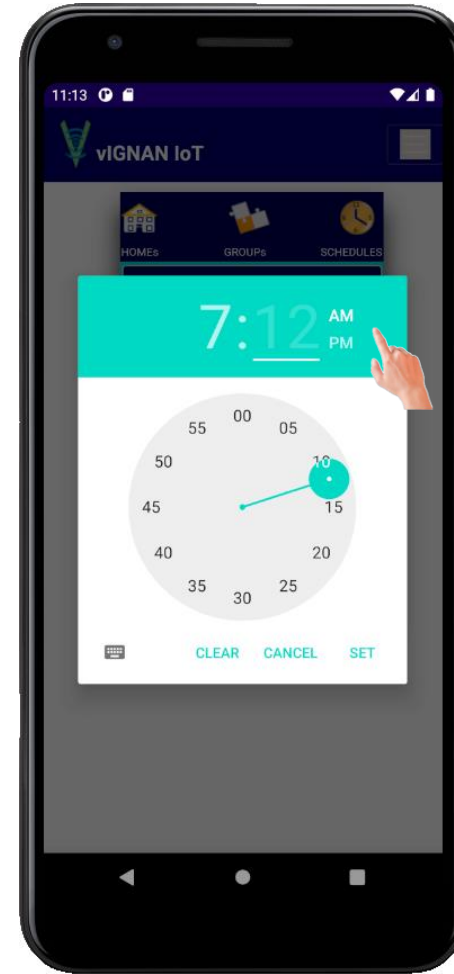 11:13
vIGNAN IoT
HOMEs GROUPs SCHEDULES
7:12 AM
PM
00
55 05
50 10
45 15
40 20
35 25
30
CLEAR CANCEL SET